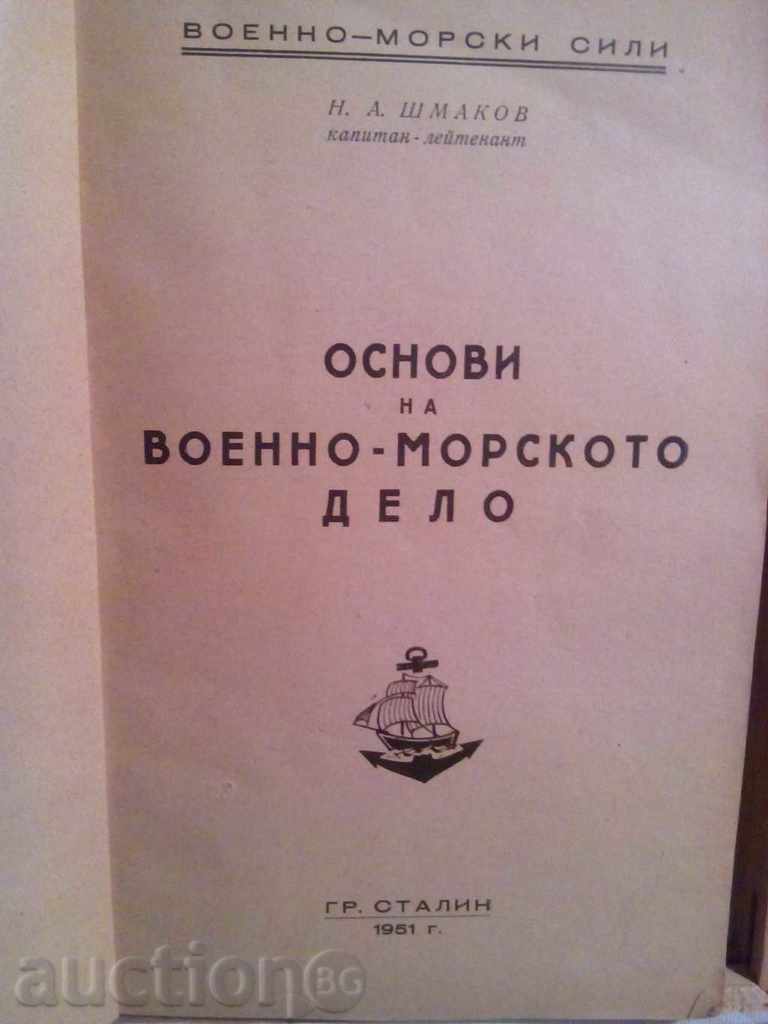 ВОЕННО—МОРСКИ СИЛИ
Н. А. ШМАКОВ
капитан-лейтенант
ОСНОВИ
НА
ВОЕННО-МОРСКОТО
ДЕЛО
ГР. СТАЛИН
1951 г.
auction BG